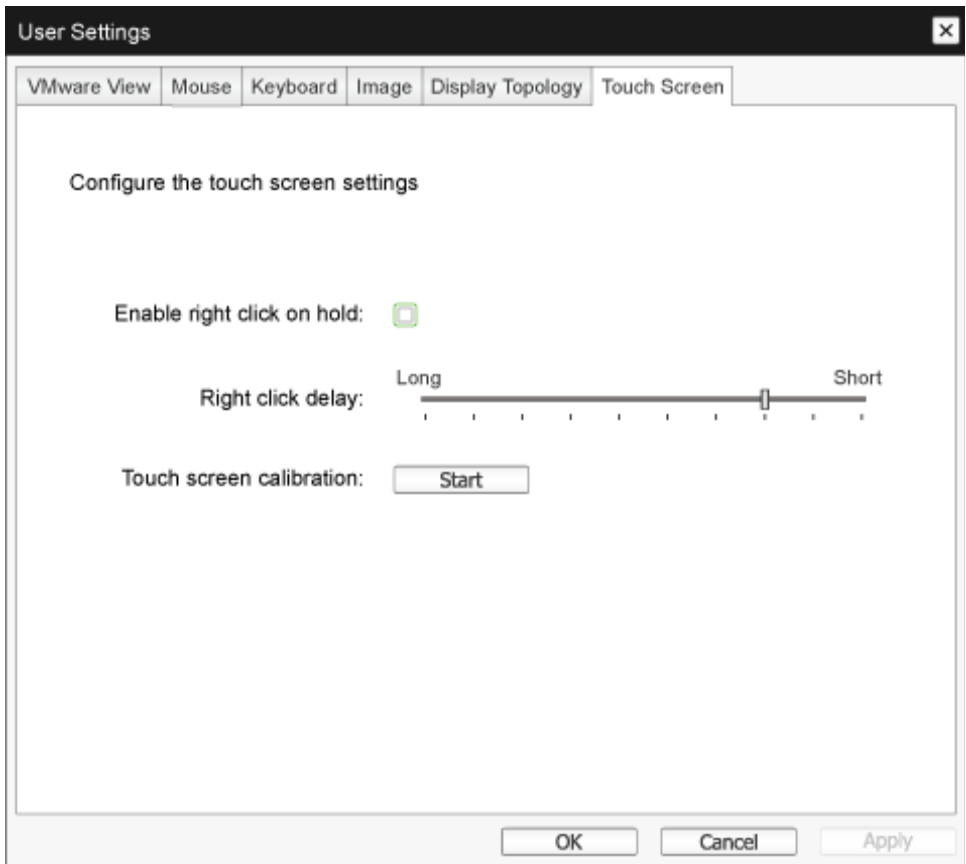 User Settings
VMware View Mouse Keyboard Image Display Topology Touch Screen
Configure the touch screen settings
Enable right click on hold:
Long Short
Right click delay:
Touch screen calibration: Start
OK Cancel Apply